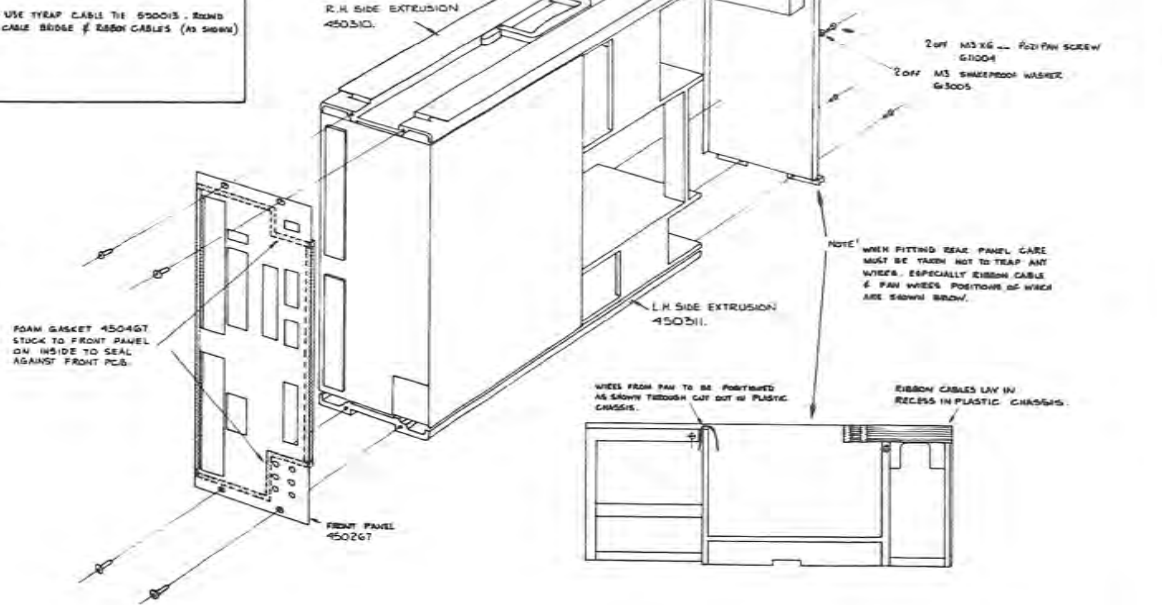 USE TYRAP CABLE TIE 590013. ROUND
CABLE BRIDGE & RIBBON CABLES (AS SHOWN)
R.H. SIDE EXTRUSION
450310.
2 OFF M3 X 6 -- POZI PAN SCREW
G11004
2 OFF M3 SHAKEPROOF WASHER
G13005
NOTE'
WHEN FITTING REAR PANEL CARE
MUST BE TAKEN NOT TO TRAP ANY
WIRES. ESPECIALLY RIBBON CABLE
& FAN WIRES POSITIONS OF WHICH
ARE SHOWN BELOW.
L.H. SIDE EXTRUSION
450311.
FOAM GASKET 450467.
STUCK TO FRONT PANEL
ON INSIDE TO SEAL
AGAINST FRONT PCB.
WIRES FROM FAN TO BE POSITIONED
AS SHOWN THROUGH CUT OUT IN PLASTIC
CHASSIS.
RIBBON CABLES LAY IN
RECESS IN PLASTIC CHASSIS.
FRONT PANEL
450267